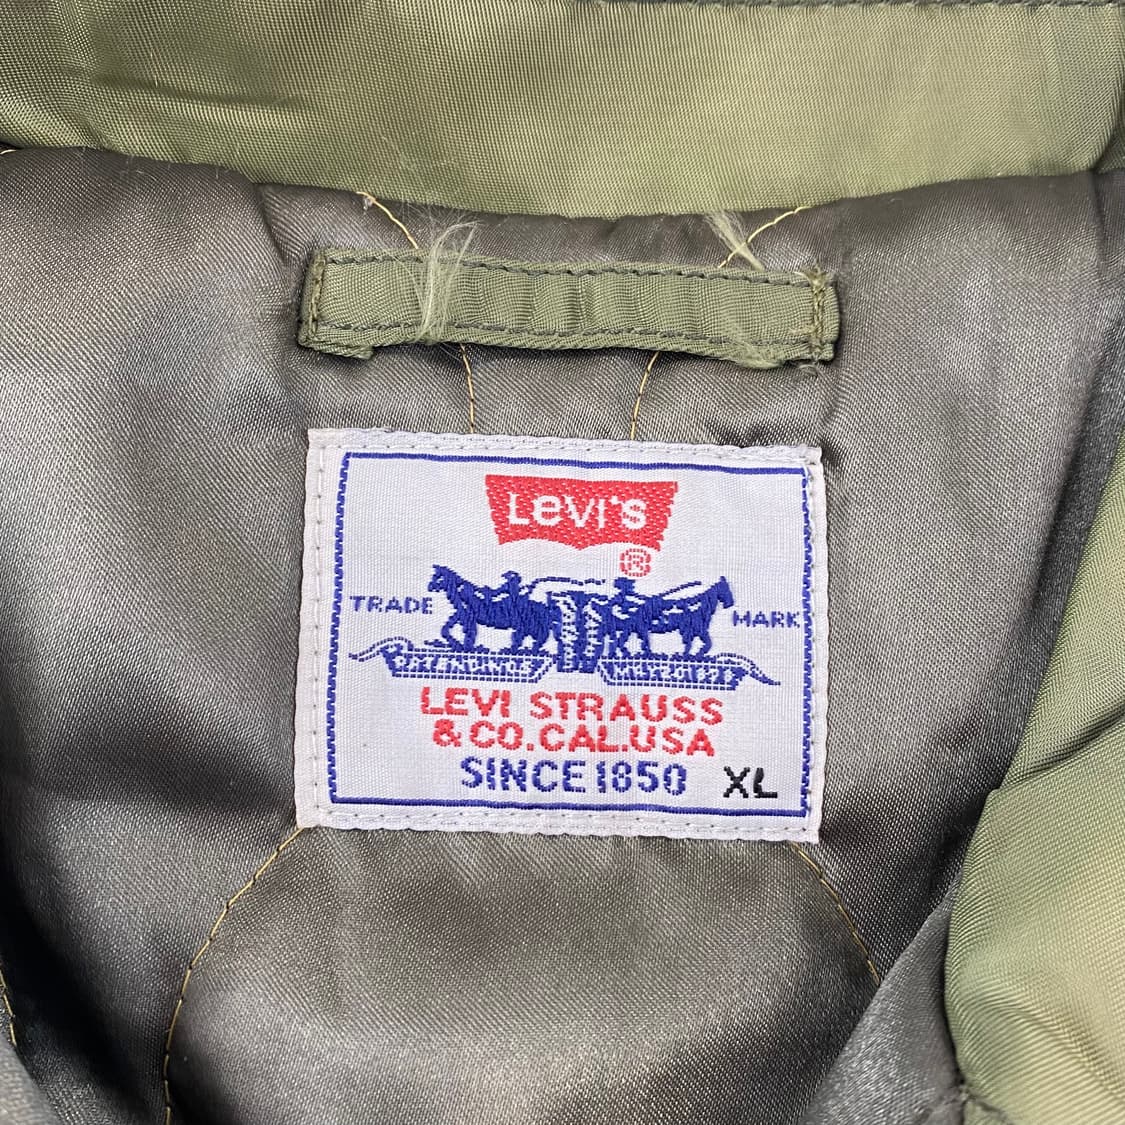 Levi's
®
TRADE MARK
LEVI STRAUSS
& CO. CAL.USA
SINCE 1850 XL